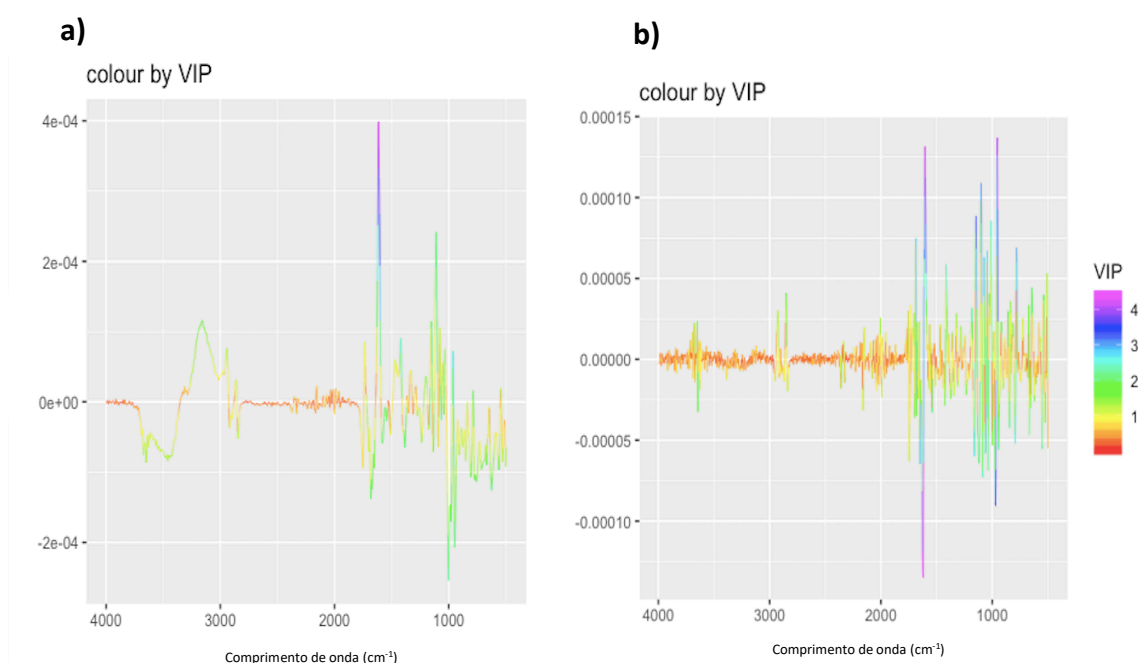 a)
colour by VIP
4e-04
2e-04
0e+00
-2e-04
4000 3000 2000 1000
Comprimento de onda (cm-1)
b)
colour by VIP
0.00015
0.00010
0.00005
0.00000
-0.00005
-0.00010
4000 3000 2000 1000
Comprimento de onda (cm-1)
VIP
4
3
2
1